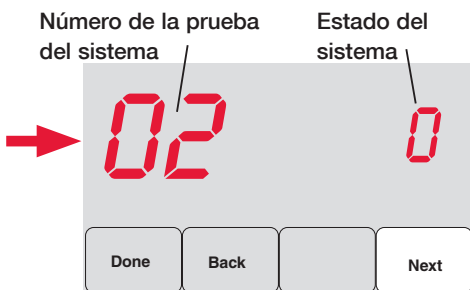 Número de la prueba
del sistema
Estado del
sistema
02
0
Done
Back
Next